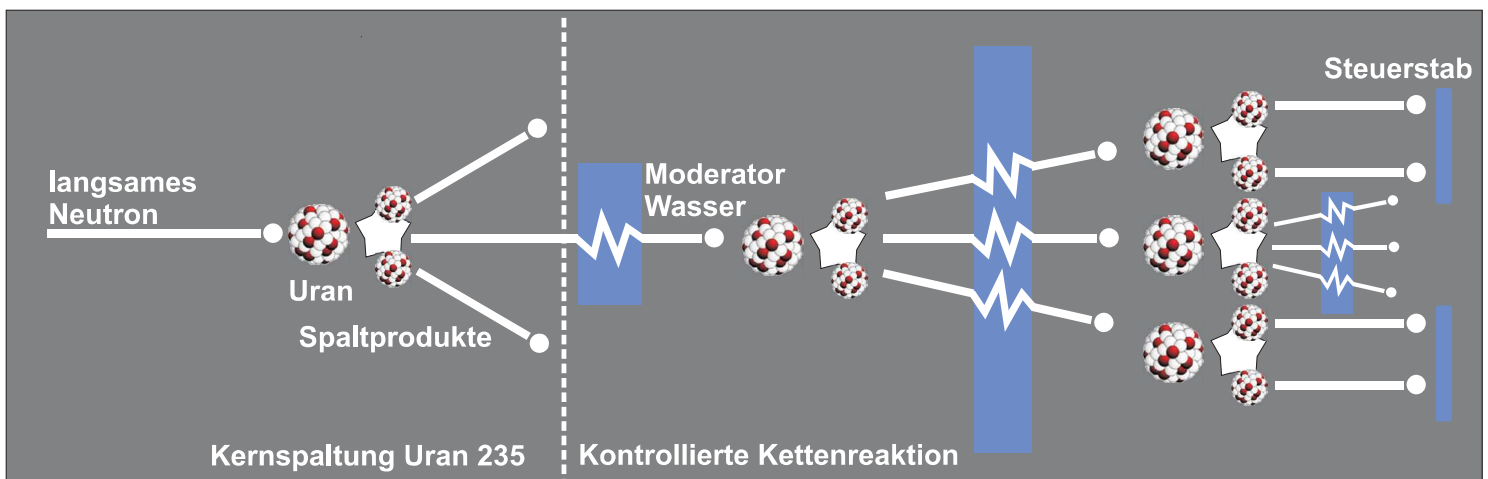 langsames
Neutron
Uran
Spaltprodukte
Kernspaltung Uran 235
Moderator
Wasser
Steuerstab
Kontrollierte Kettenreaktion